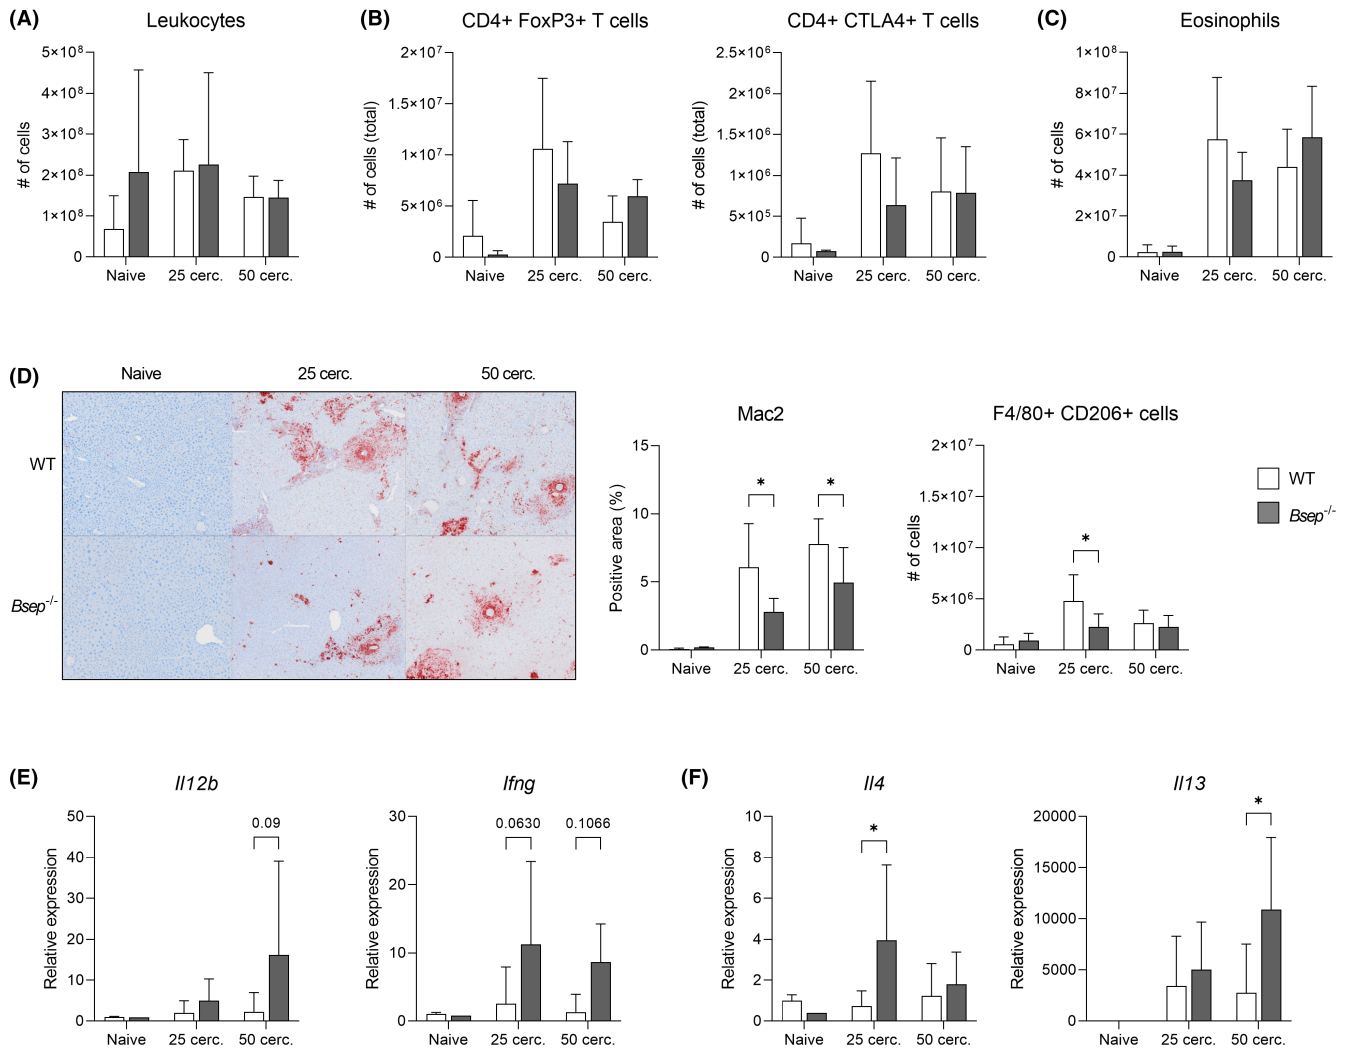 (A)
Leukocytes
# of cells
5×10⁸
4×10⁸
3×10⁸
2×10⁸
1×10⁸
0
Naive 25 cerc. 50 cerc.
(B)
CD4+ FoxP3+ T cells
# of cells (total)
2×10⁷
1.5×10⁷
1×10⁷
5×10⁶
0
Naive 25 cerc. 50 cerc.
CD4+ CTLA4+ T cells
# of cells (total)
2.5×10⁶
2×10⁶
1.5×10⁶
1×10⁶
5×10⁵
0
Naive 25 cerc. 50 cerc.
(C)
Eosinophils
# of cells
1×10⁸
8×10⁷
6×10⁷
4×10⁷
2×10⁷
0
Naive 25 cerc. 50 cerc.
(D)
Naive 25 cerc. 50 cerc.
WT
Bsep⁻/⁻
Mac2
Positive area (%)
15
10
5
0
* *
Naive 25 cerc. 50 cerc.
F4/80+ CD206+ cells
# of cells
2×10⁷
1.5×10⁷
1×10⁷
5×10⁶
0
*
Naive 25 cerc. 50 cerc.
WT
Bsep⁻/⁻
(E)
Il12b
Relative expression
50
40
30
20
10
0
0.09
Naive 25 cerc. 50 cerc.
Ifng
Relative expression
30
20
10
0
0.0630 0.1066
Naive 25 cerc. 50 cerc.
(F)
Il4
Relative expression
10
8
6
4
2
0
*
Naive 25 cerc. 50 cerc.
Il13
Relative expression
20000
15000
10000
5000
0
*
Naive 25 cerc. 50 cerc.